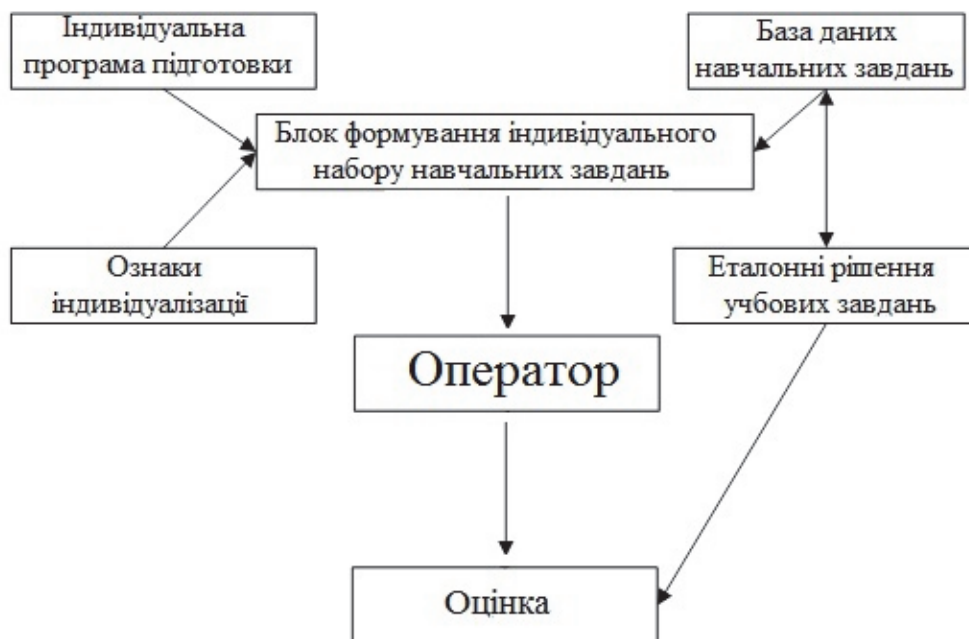 Індивідуальна
програма підготовки
База даних
навчальних завдань
Блок формування індивідуального
набору навчальних завдань
Ознаки
індивідуалізації
Еталонні рішення
учбових завдань
Оператор
Оцінка